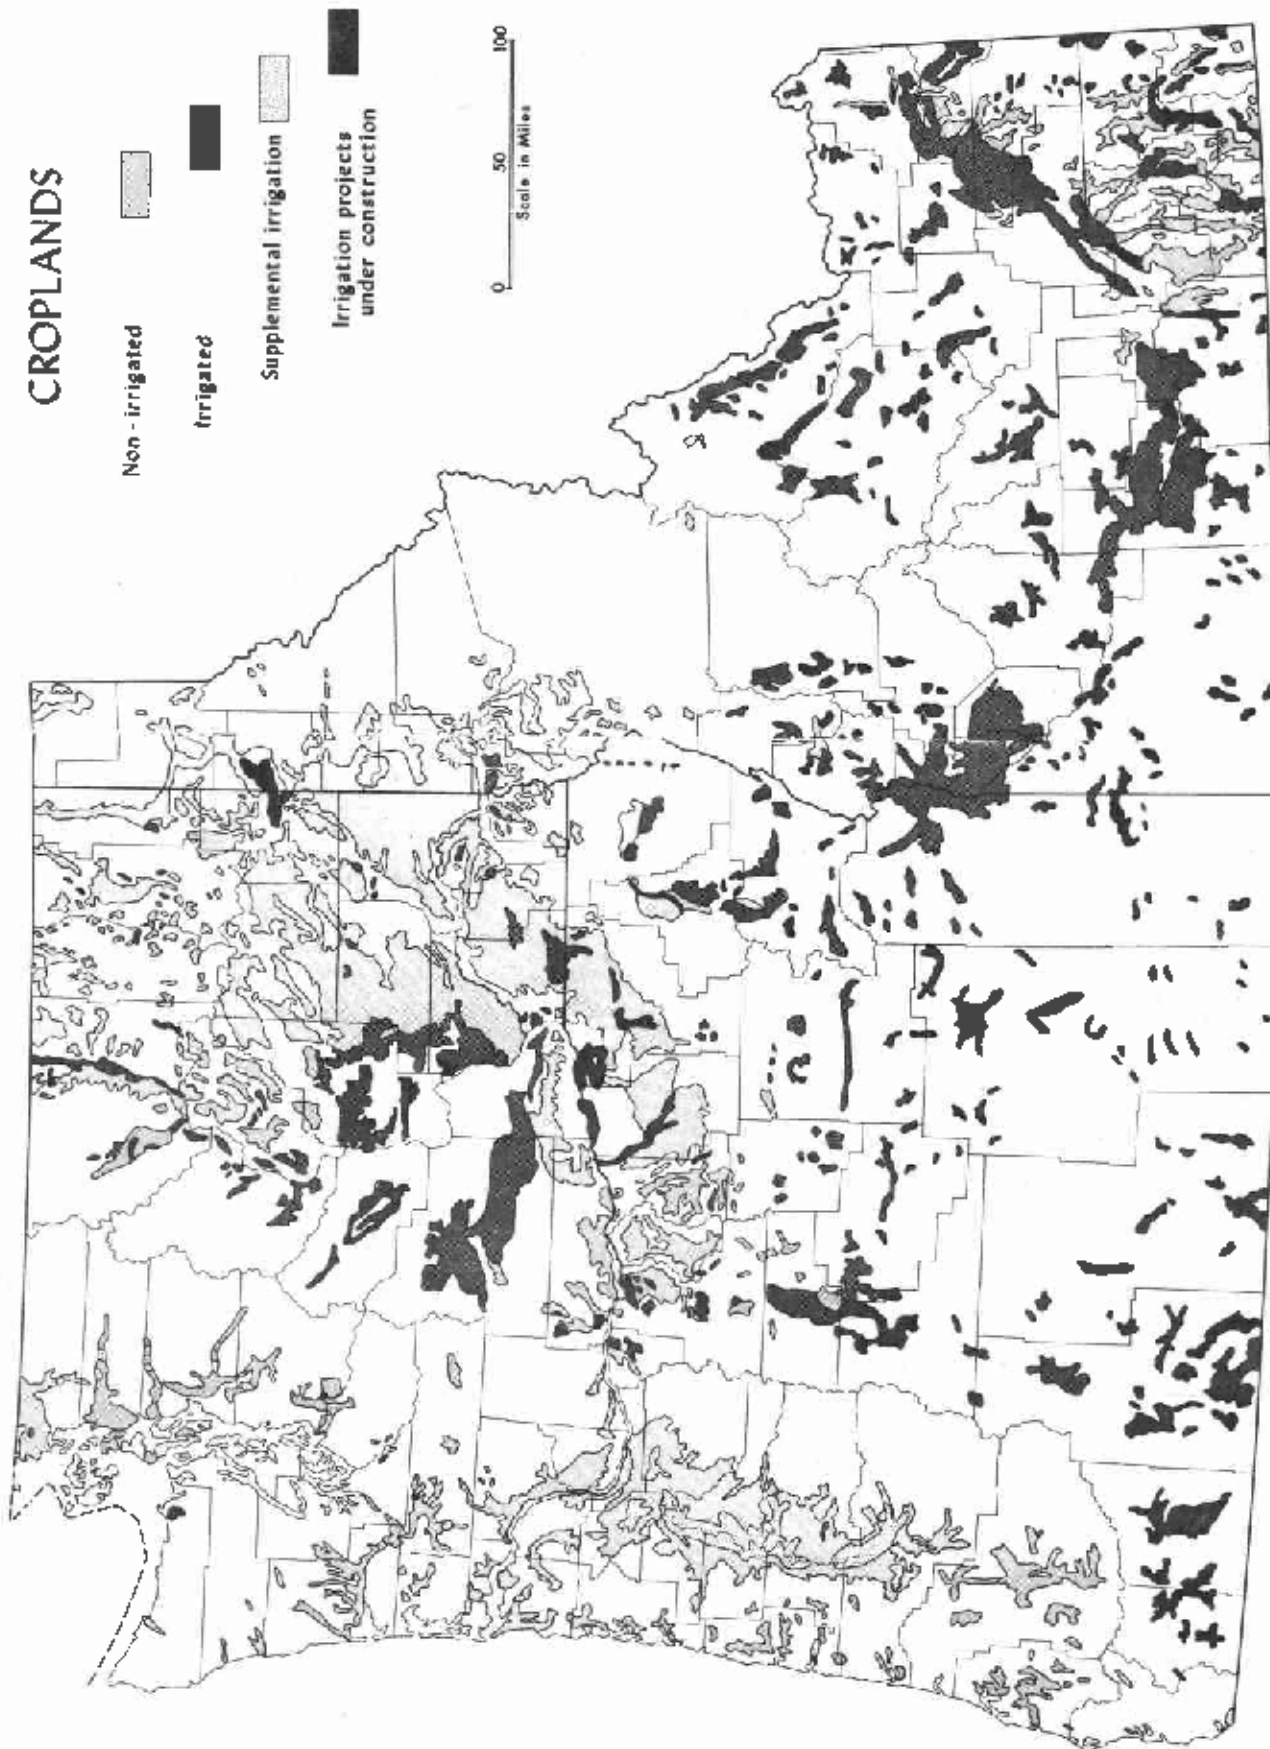 CROPLANDS
Non-irrigated
Irrigated
Supplemental irrigation
Irrigation projects
under construction
0 50 100
Scale in Miles